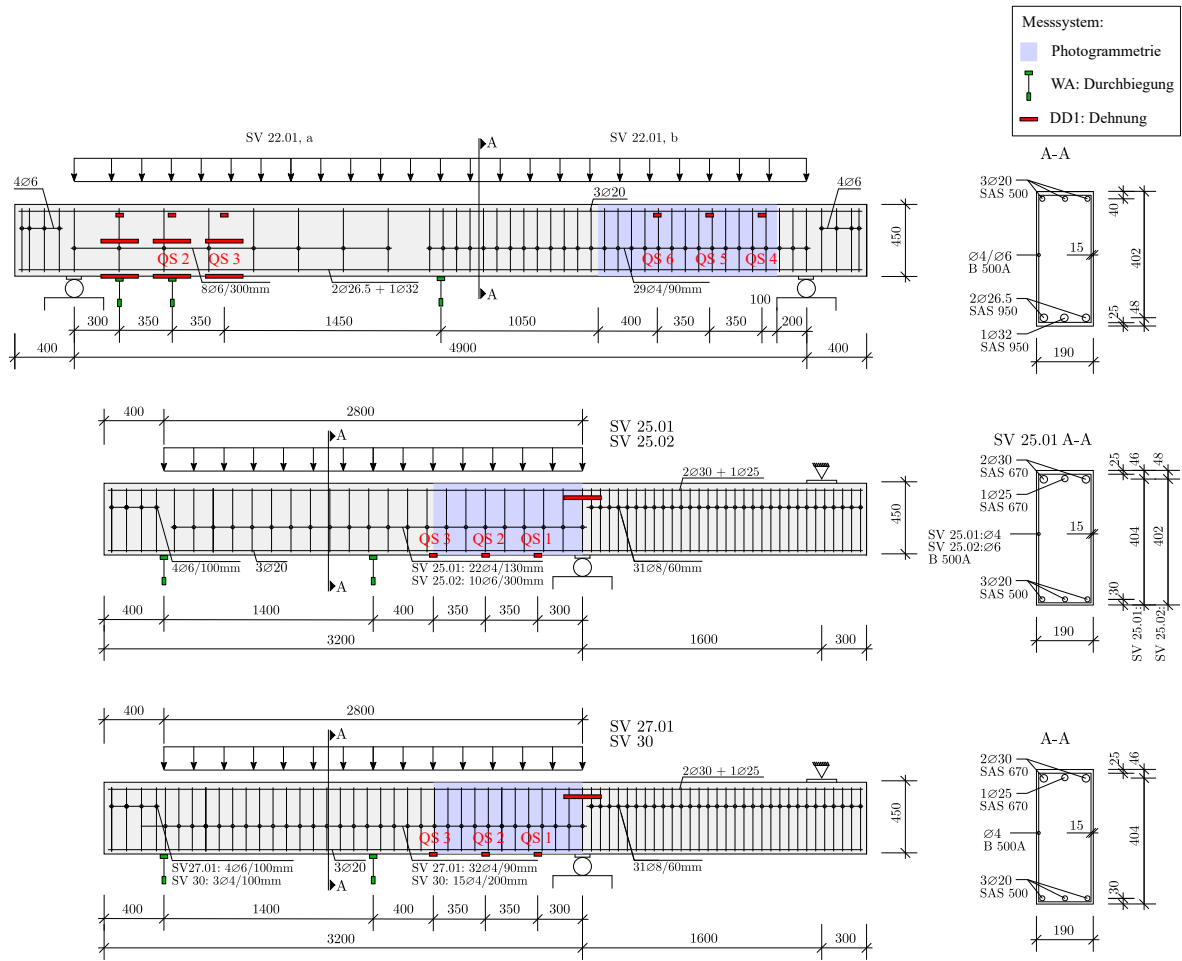 Messsystem:
Photogrammetrie
WA: Durchbiegung
DD1: Dehnung
SV 22.01, a
A
SV 22.01, b
4∅6
3∅20
4∅6
450
QS 2
QS 3
QS 6
QS 5
QS 4
8∅6/300mm
2∅26.5 + 1∅32
A
29∅4/90mm
100
300
350
350
1450
1050
400
350
350
200
400
4900
400
A-A
3∅20
SAS 500
40
∅4/∅6
B 500A
15
402
2∅26.5
SAS 950
25
48
1∅32
SAS 950
190
400
2800
SV 25.01
SV 25.02
A
2∅30 + 1∅25
450
QS 3
QS 2
QS 1
4∅6/100mm
3∅20
A
SV 25.01: 22∅4/130mm
SV 25.02: 10∅6/300mm
31∅8/60mm
400
1400
400
350
350
300
3200
1600
300
SV 25.01 A-A
2∅30
SAS 670
25
46
48
1∅25
SAS 670
SV 25.01:∅4
SV 25.02:∅6
B 500A
15
404
402
3∅20
SAS 500
30
190
SV 25.01:
SV 25.02:
400
2800
SV 27.01
SV 30
A
2∅30 + 1∅25
450
QS 3
QS 2
QS 1
SV27.01: 4∅6/100mm
SV 30: 3∅4/100mm
3∅20
A
SV 27.01: 32∅4/90mm
SV 30: 15∅4/200mm
31∅8/60mm
400
1400
400
350
350
300
3200
1600
300
A-A
2∅30
SAS 670
25
46
1∅25
SAS 670
∅4
B 500A
15
404
3∅20
SAS 500
30
190